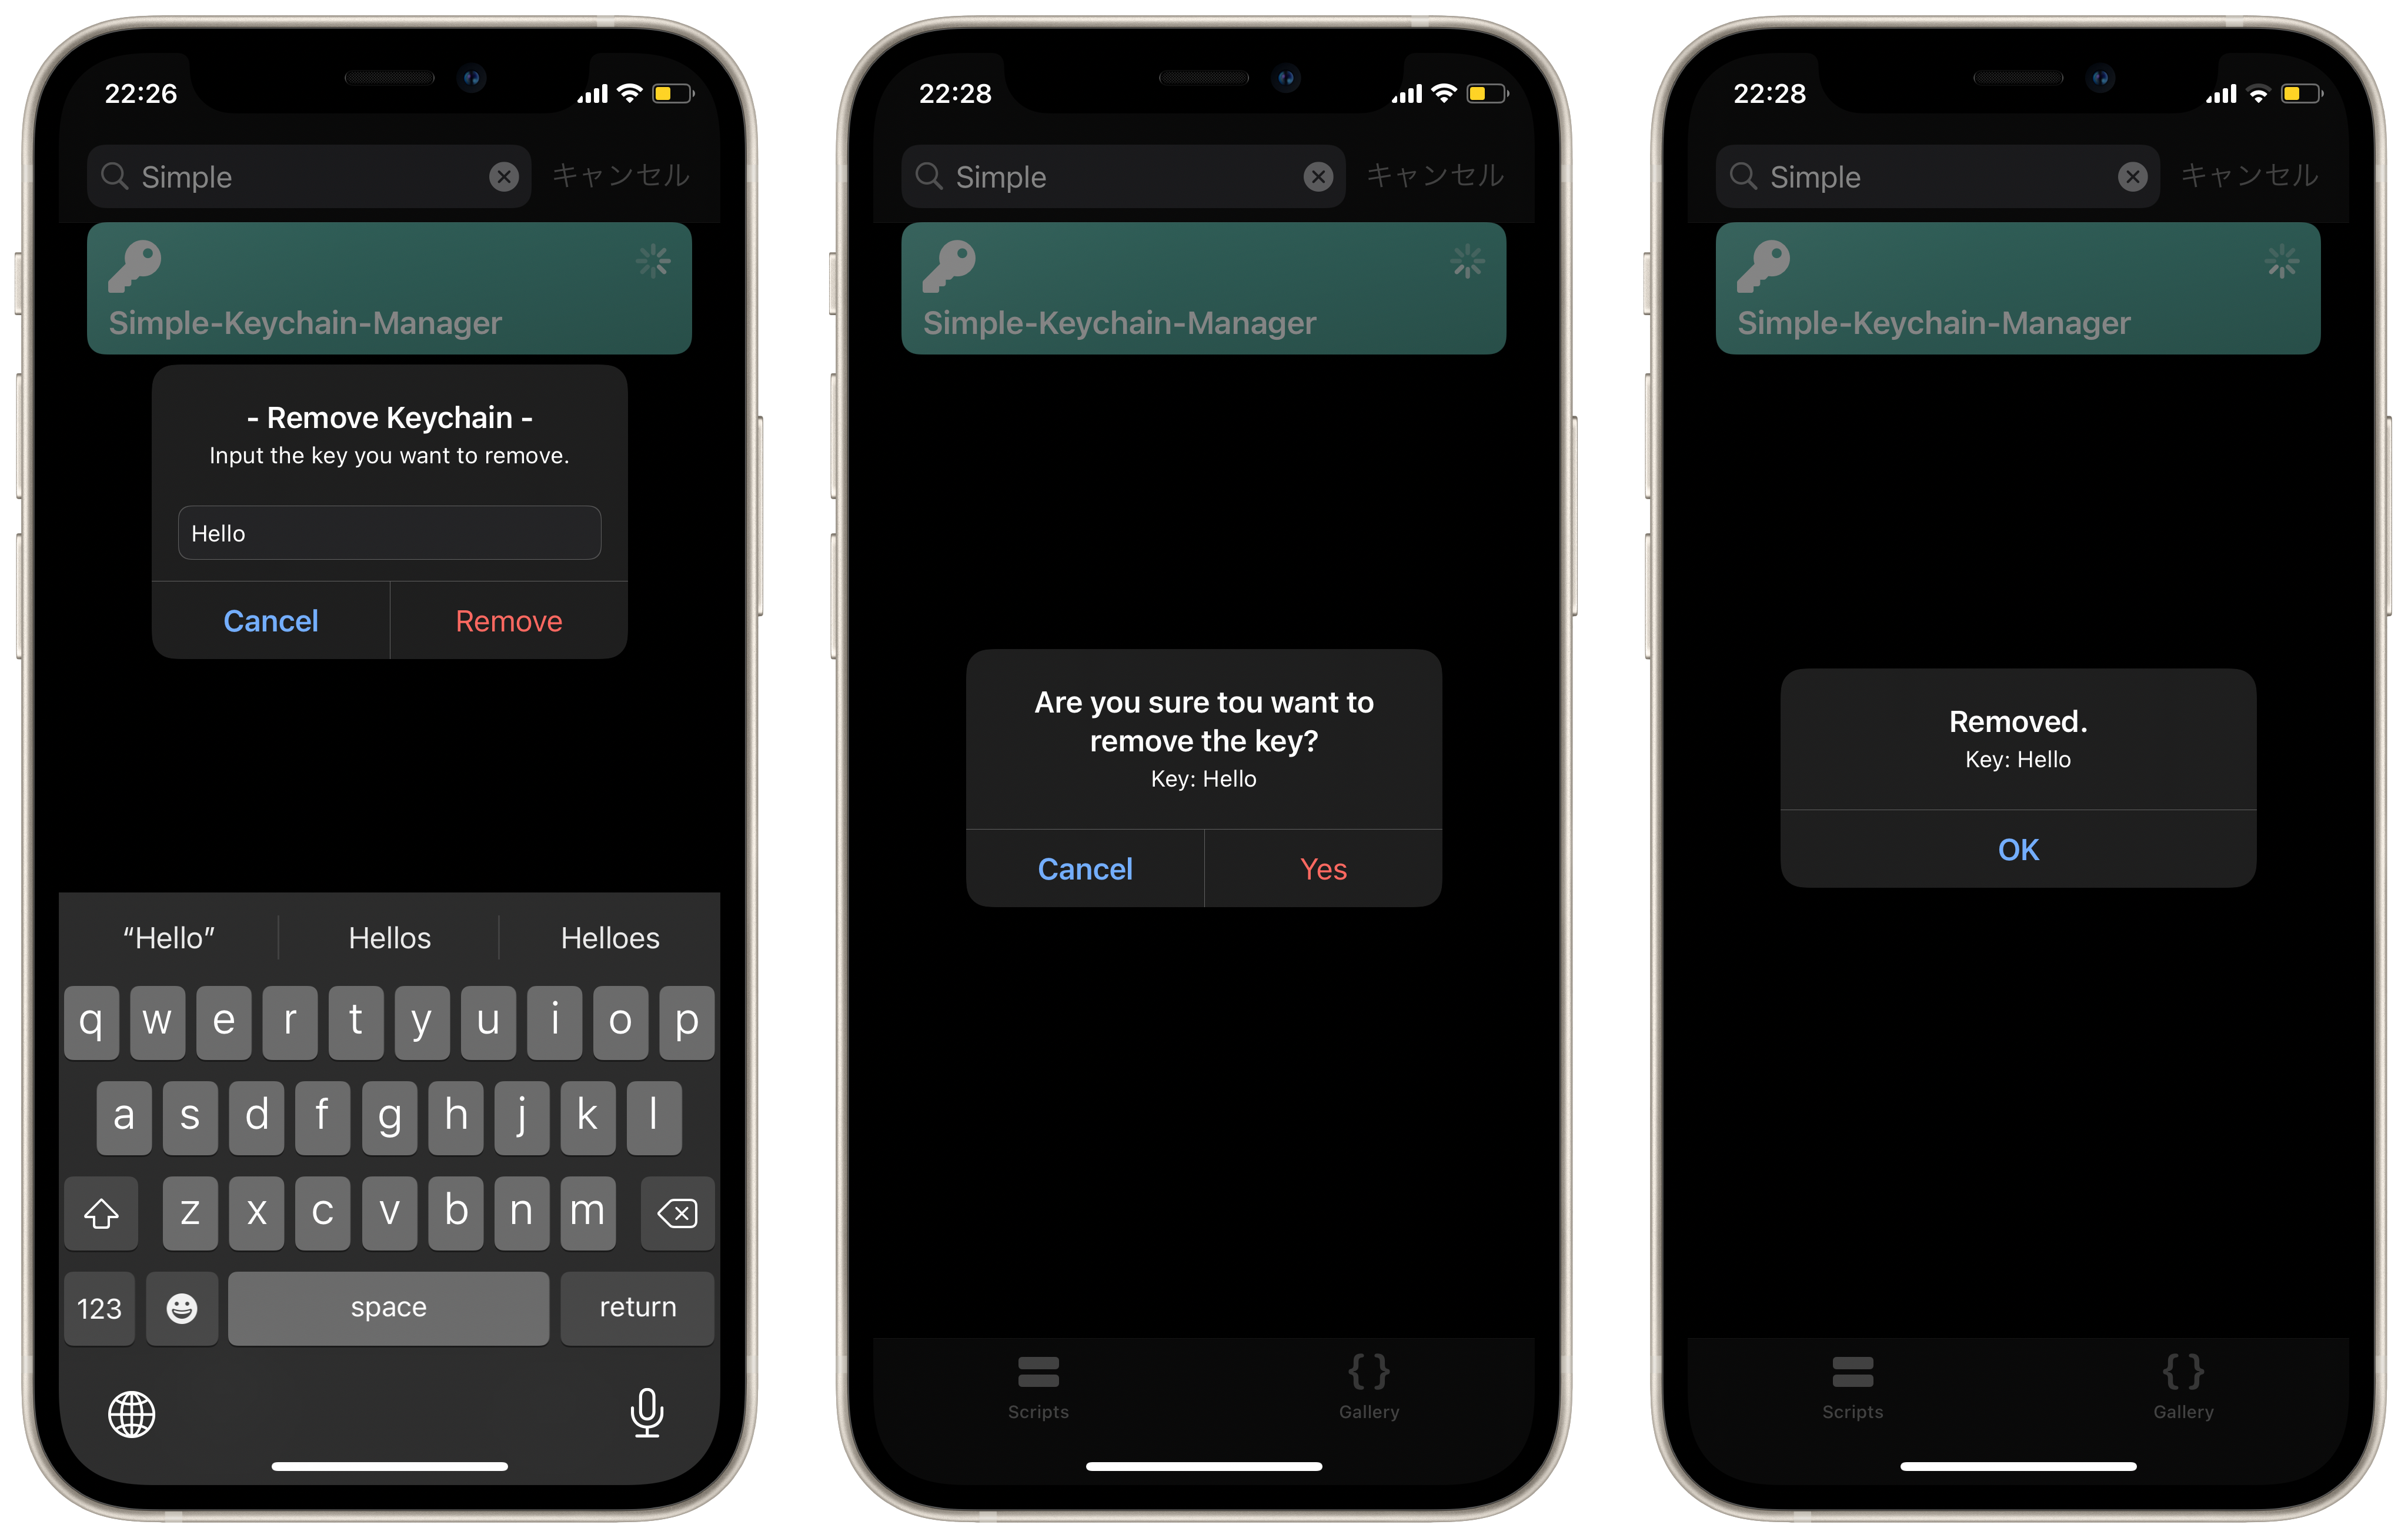 22:26
Simple
キャンセル
Simple-Keychain-Manager
- Remove Keychain -
Input the key you want to remove.
Hello
Cancel
Remove
“Hello”
Hellos
Helloes
q w e r t y u i o p
a s d f g h j k l
z x c v b n m
123
space
return
22:28
Simple
キャンセル
Simple-Keychain-Manager
Are you sure tou want to
remove the key?
Key: Hello
Cancel
Yes
Scripts
Gallery
22:28
Simple
キャンセル
Simple-Keychain-Manager
Removed.
Key: Hello
OK
Scripts
Gallery